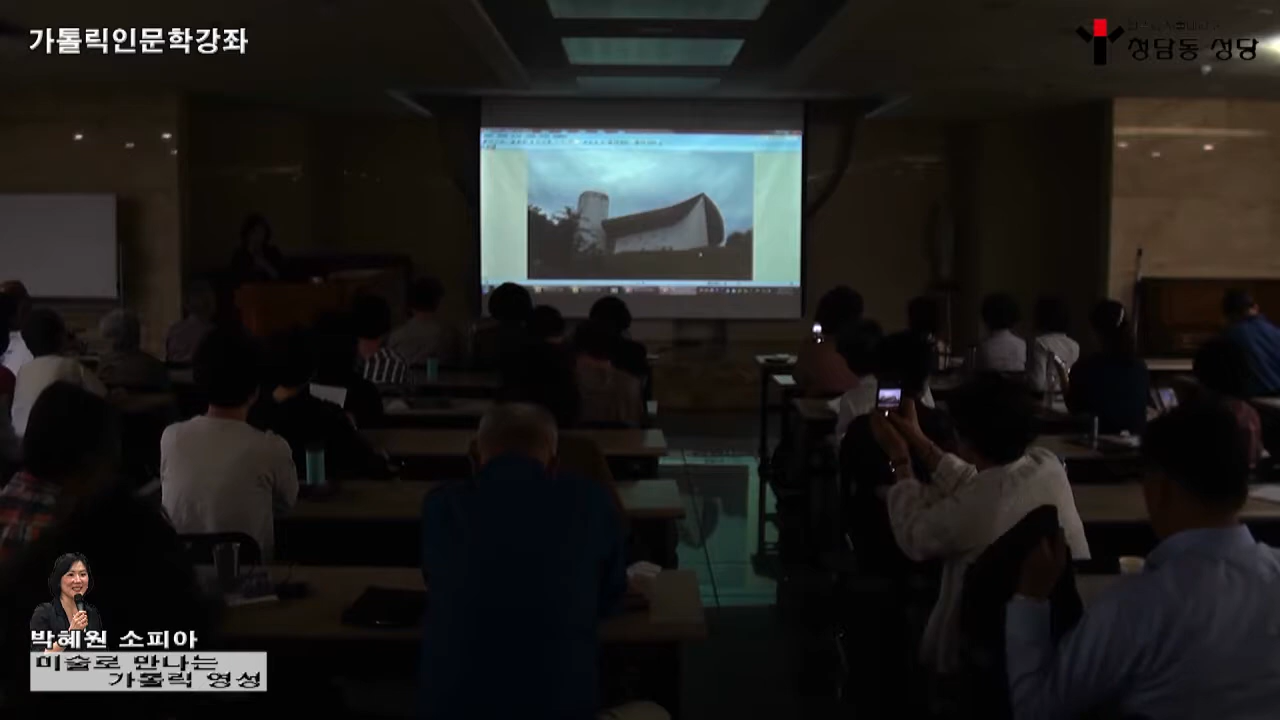 가톨릭인문학강좌
청담동 성당
박혜원 소피아
미술로 만나는
가톨릭 영성